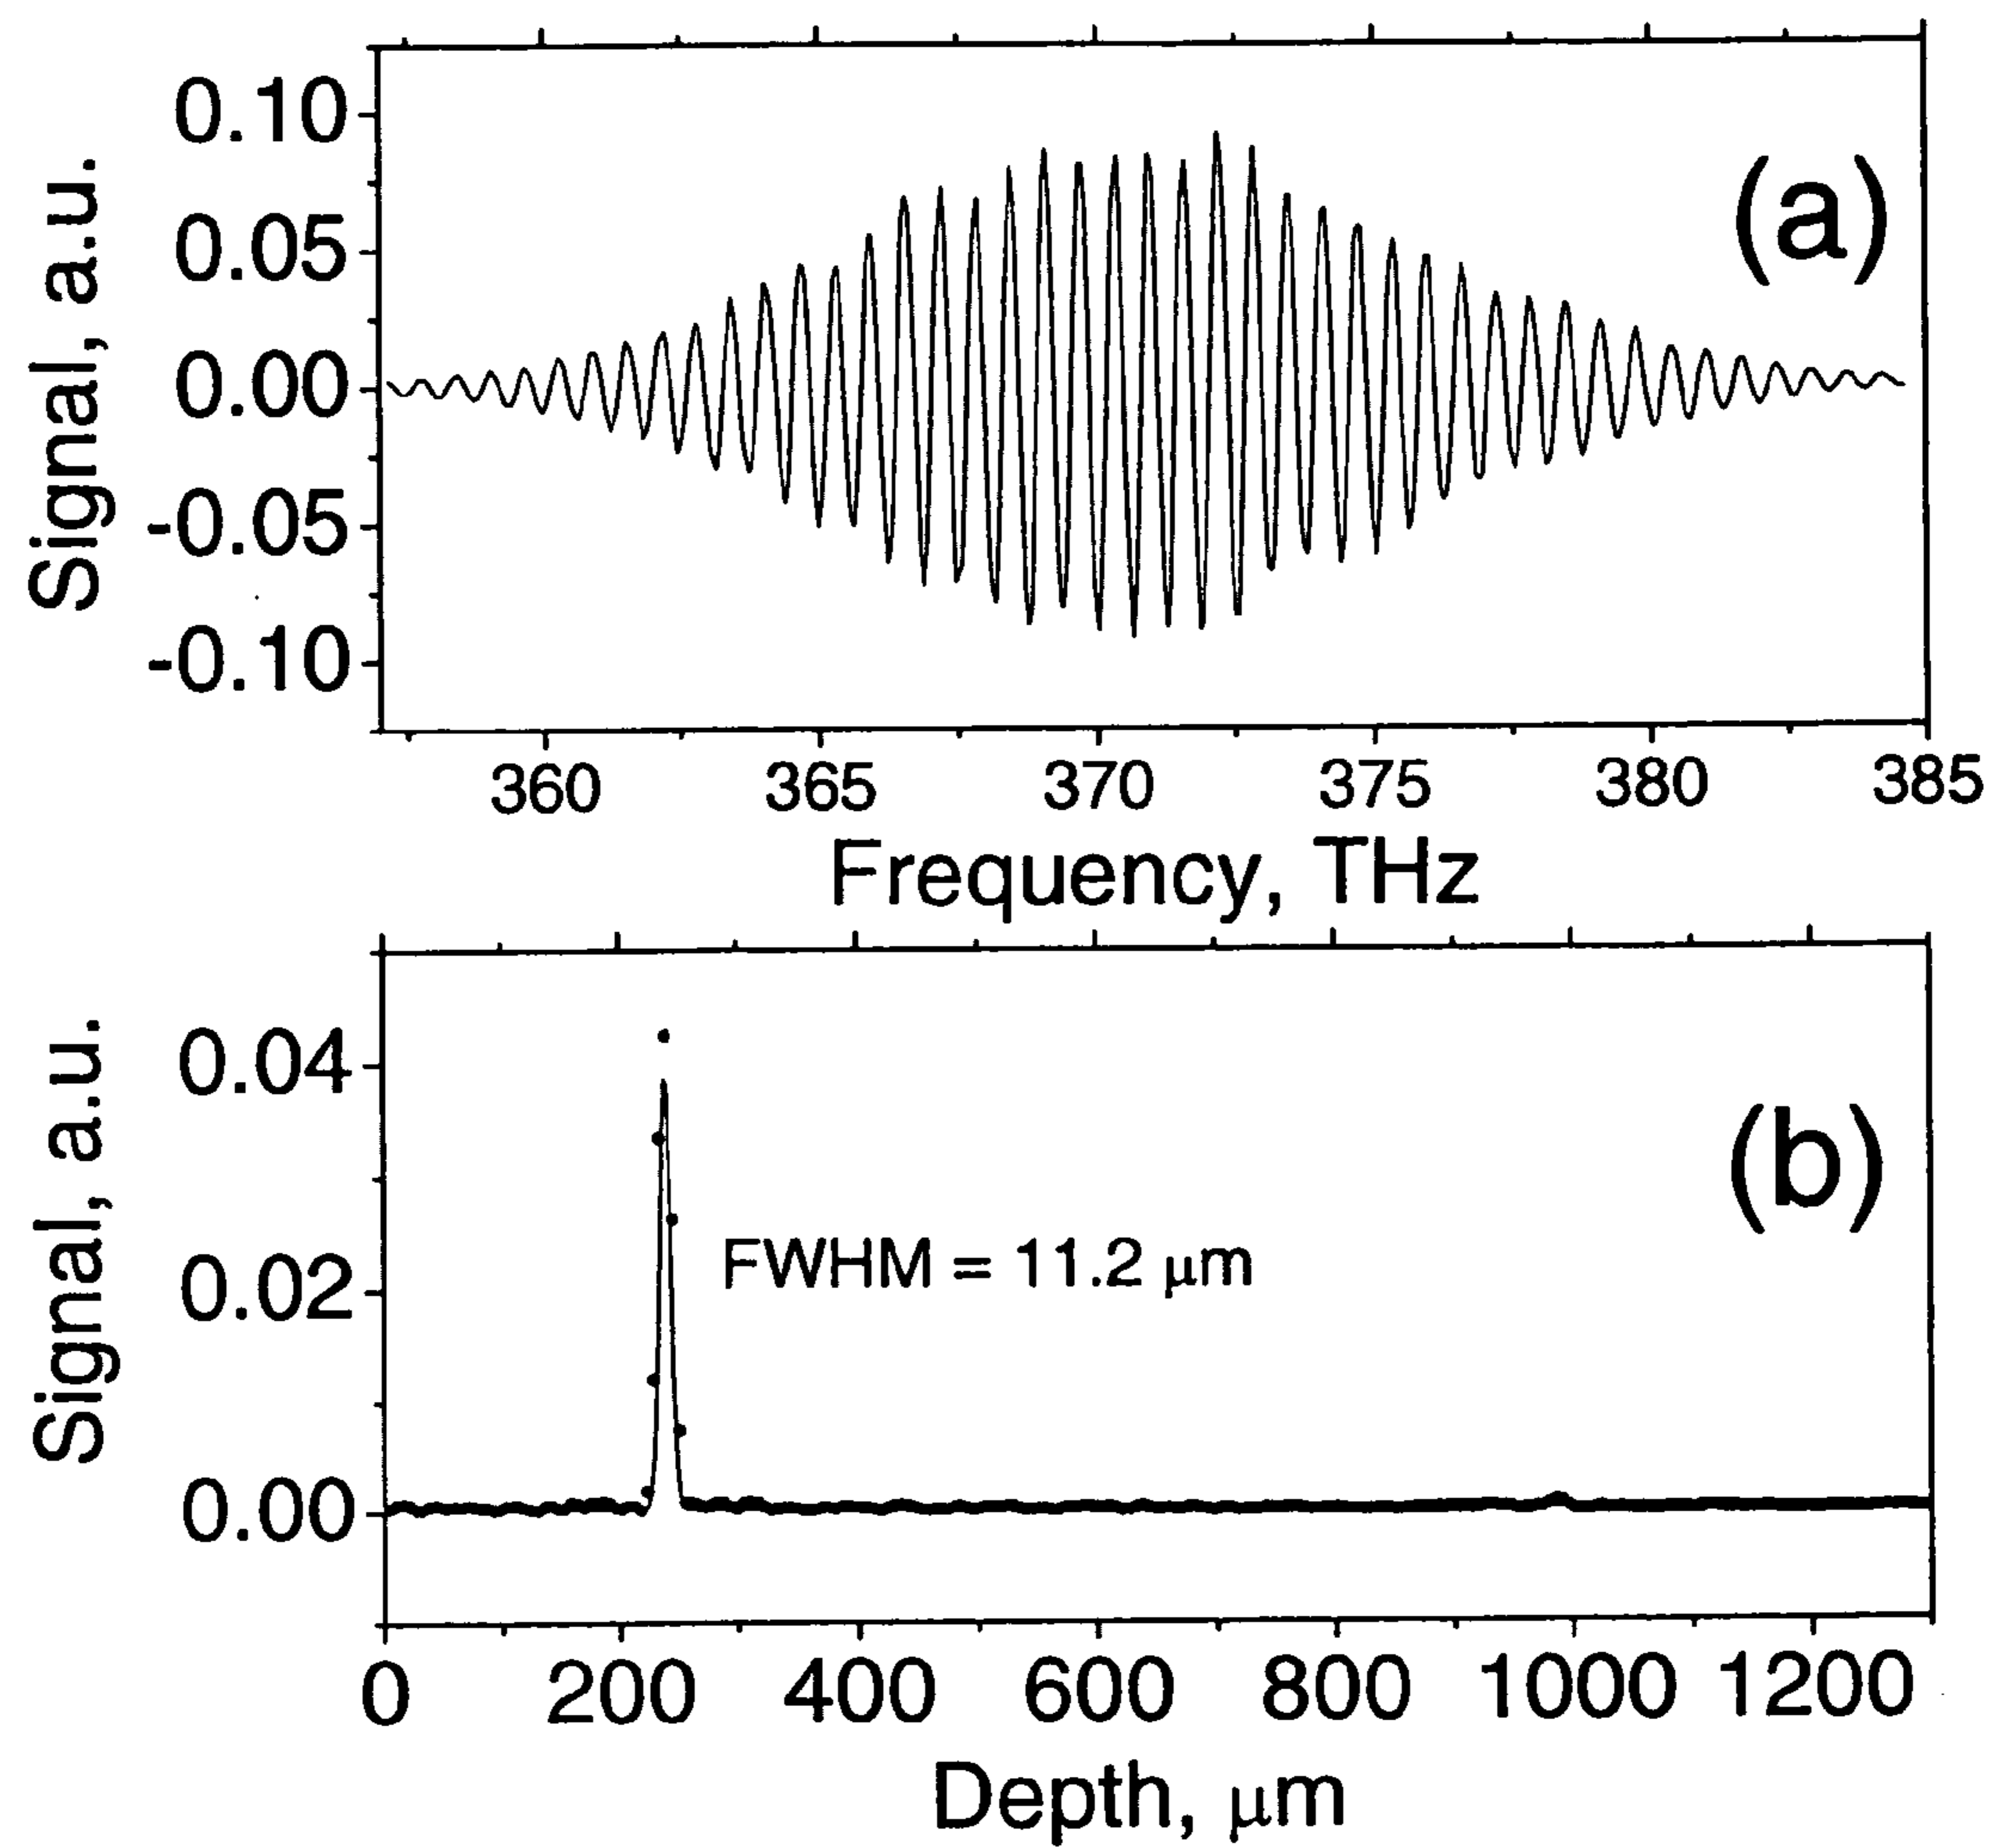 (a)
Signal, a.u.
0.10
0.05
0.00
-0.05
-0.10
360 365 370 375 380 385
Frequency, THz
(b)
Signal, a.u.
0.04
0.02
0.00
FWHM = 11.2 μm
0 200 400 600 800 1000 1200
Depth, μm